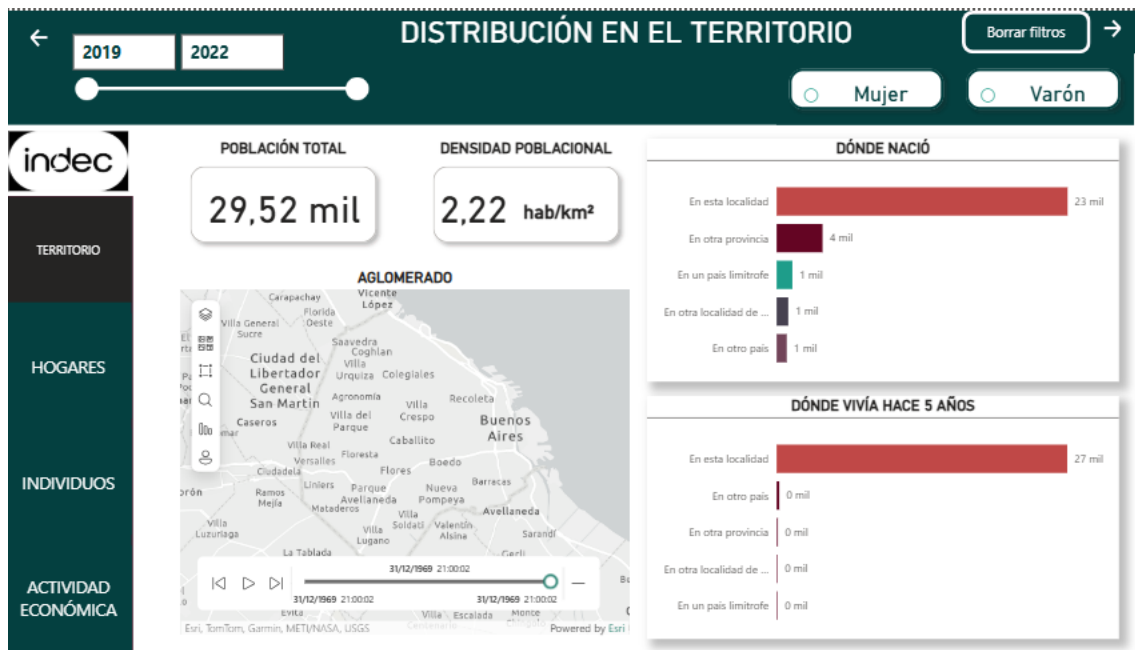 DISTRIBUCIÓN EN EL TERRITORIO
Borrar filtros
2019
2022
Mujer
Varón
indec
TERRITORIO
HOGARES
INDIVIDUOS
ACTIVIDAD
ECONÓMICA
POBLACIÓN TOTAL
29,52 mil
DENSIDAD POBLACIONAL
2,22 hab/km²
AGLOMERADO
Carapachay
Vicente
López
Florida
Oeste
Villa General
Sucre
Saavedra
Coghlan
Ciudad del
Libertador
General
San Martin
Villa
Urquiza
Colegiales
Agronomía
Villa
Crespo
Recoleta
Villa del
Parque
Buenos
Aires
Caseros
Villa Real
Caballito
Versalles
Floresta
Boedo
Ciudadela
Flores
Liniers
Parque
Avellaneda
Nueva
Pompeya
Barracas
Ramos
Mejía
Mataderos
Avellaneda
Villa
Luzuriaga
Villa
Soldati
Valentín
Alsina
Villa
Lugano
Sarandí
La Tablada
Gerli
31/12/1969 21:00:02
31/12/1969 21:00:02
31/12/1969 21:00:02
Evita
Villa Escalada
Monte
Esri, TomTom, Garmin, METI/NASA, USGS
Powered by Esri
DÓNDE NACIÓ
En esta localidad 23 mil
En otra provincia 4 mil
En un país limitrofe 1 mil
En otra localidad de ... 1 mil
En otro país 1 mil
DÓNDE VIVÍA HACE 5 AÑOS
En esta localidad 27 mil
En otro país 0 mil
En otra provincia 0 mil
En otra localidad de ... 0 mil
En un país limitrofe 0 mil